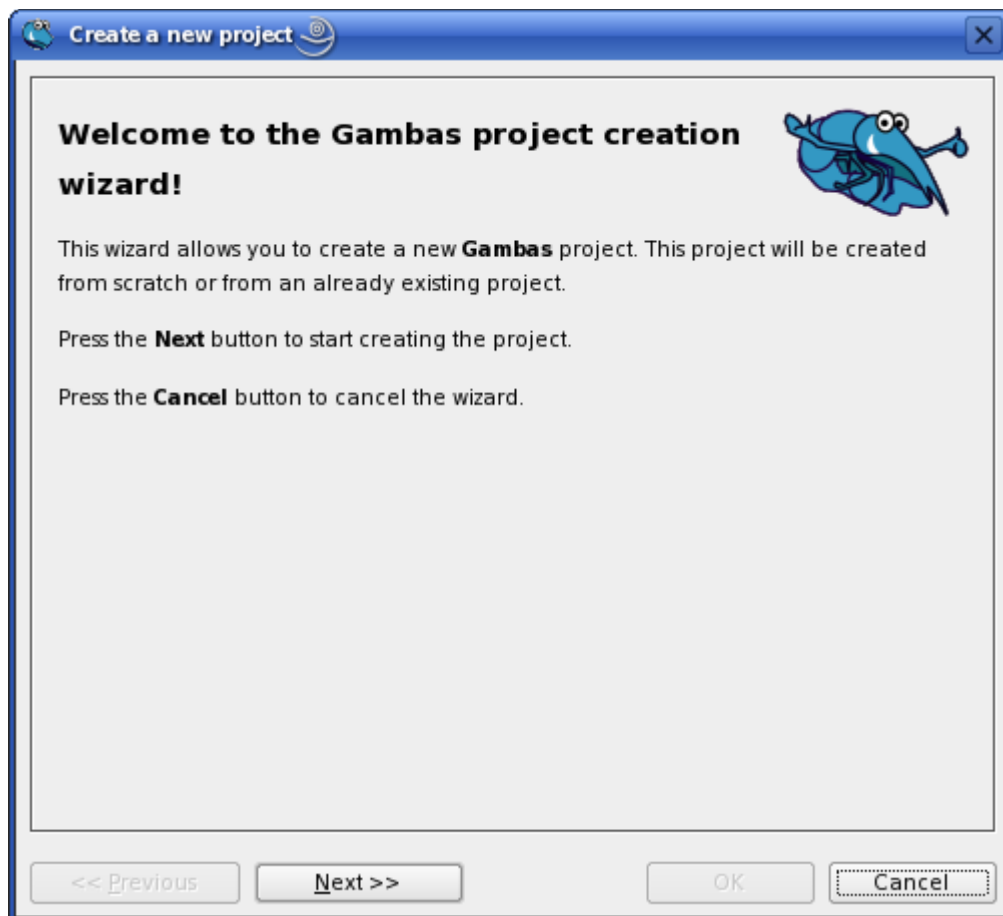 Create a new project
Welcome to the Gambas project creation
wizard!
This wizard allows you to create a new Gambas project. This project will be created
from scratch or from an already existing project.
Press the Next button to start creating the project.
Press the Cancel button to cancel the wizard.
<< Previous Next >> OK Cancel